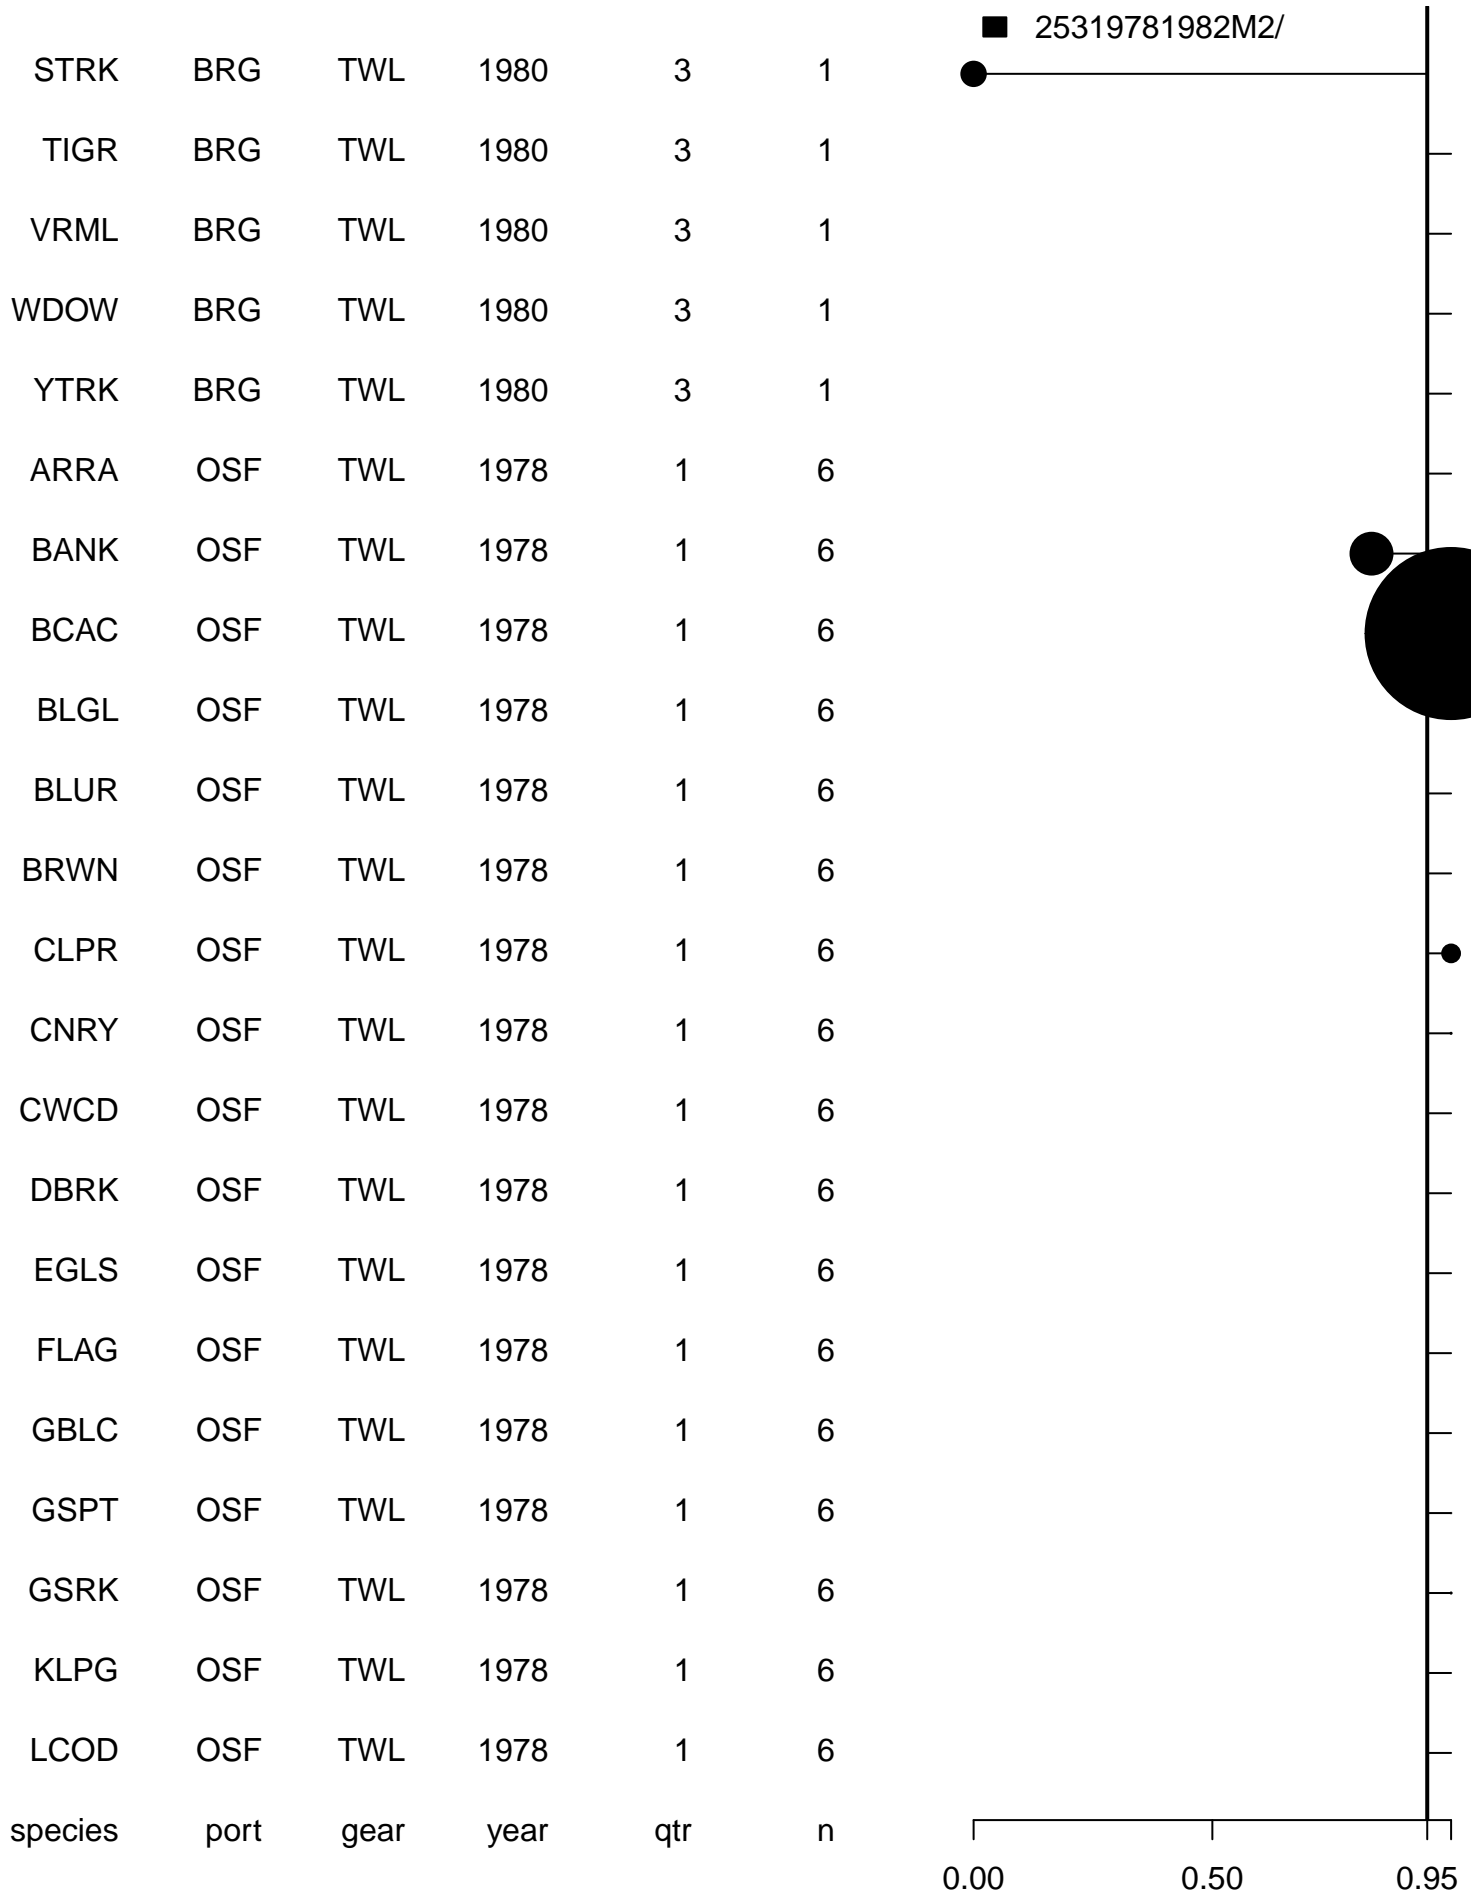 25319781982M2/
STRK BRG TWL 1980 3 1
TIGR BRG TWL 1980 3 1
VRML BRG TWL 1980 3 1
WDOW BRG TWL 1980 3 1
YTRK BRG TWL 1980 3 1
ARRA OSF TWL 1978 1 6
BANK OSF TWL 1978 1 6
BCAC OSF TWL 1978 1 6
BLGL OSF TWL 1978 1 6
BLUR OSF TWL 1978 1 6
BRWN OSF TWL 1978 1 6
CLPR OSF TWL 1978 1 6
CNRY OSF TWL 1978 1 6
CWCD OSF TWL 1978 1 6
DBRK OSF TWL 1978 1 6
EGLS OSF TWL 1978 1 6
FLAG OSF TWL 1978 1 6
GBLC OSF TWL 1978 1 6
GSPT OSF TWL 1978 1 6
GSRK OSF TWL 1978 1 6
KLPG OSF TWL 1978 1 6
LCOD OSF TWL 1978 1 6
species port gear year qtr n
0.00 0.50 0.95